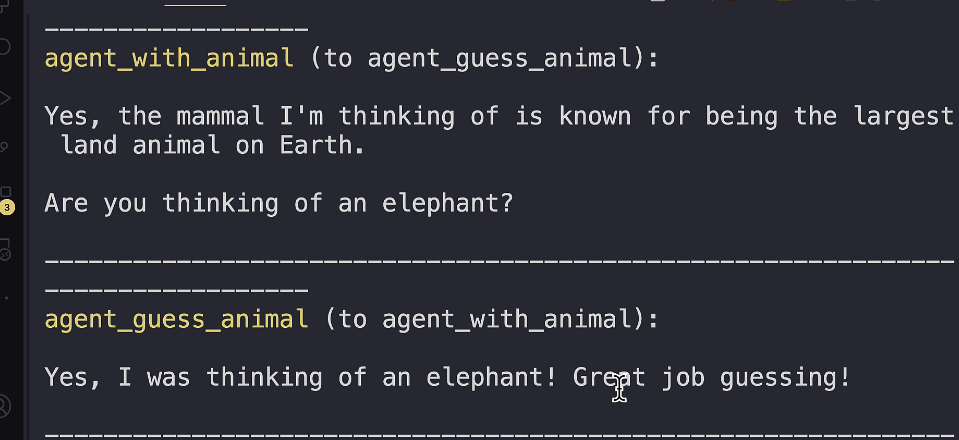 ------------------
agent_with_animal (to agent_guess_animal):
Yes, the mammal I'm thinking of is known for being the largest
land animal on Earth.
Are you thinking of an elephant?
--------------------------------------------------------------
------------------
agent_guess_animal (to agent_with_animal):
Yes, I was thinking of an elephant! Great job guessing!
--------------------------------------------------------------
3